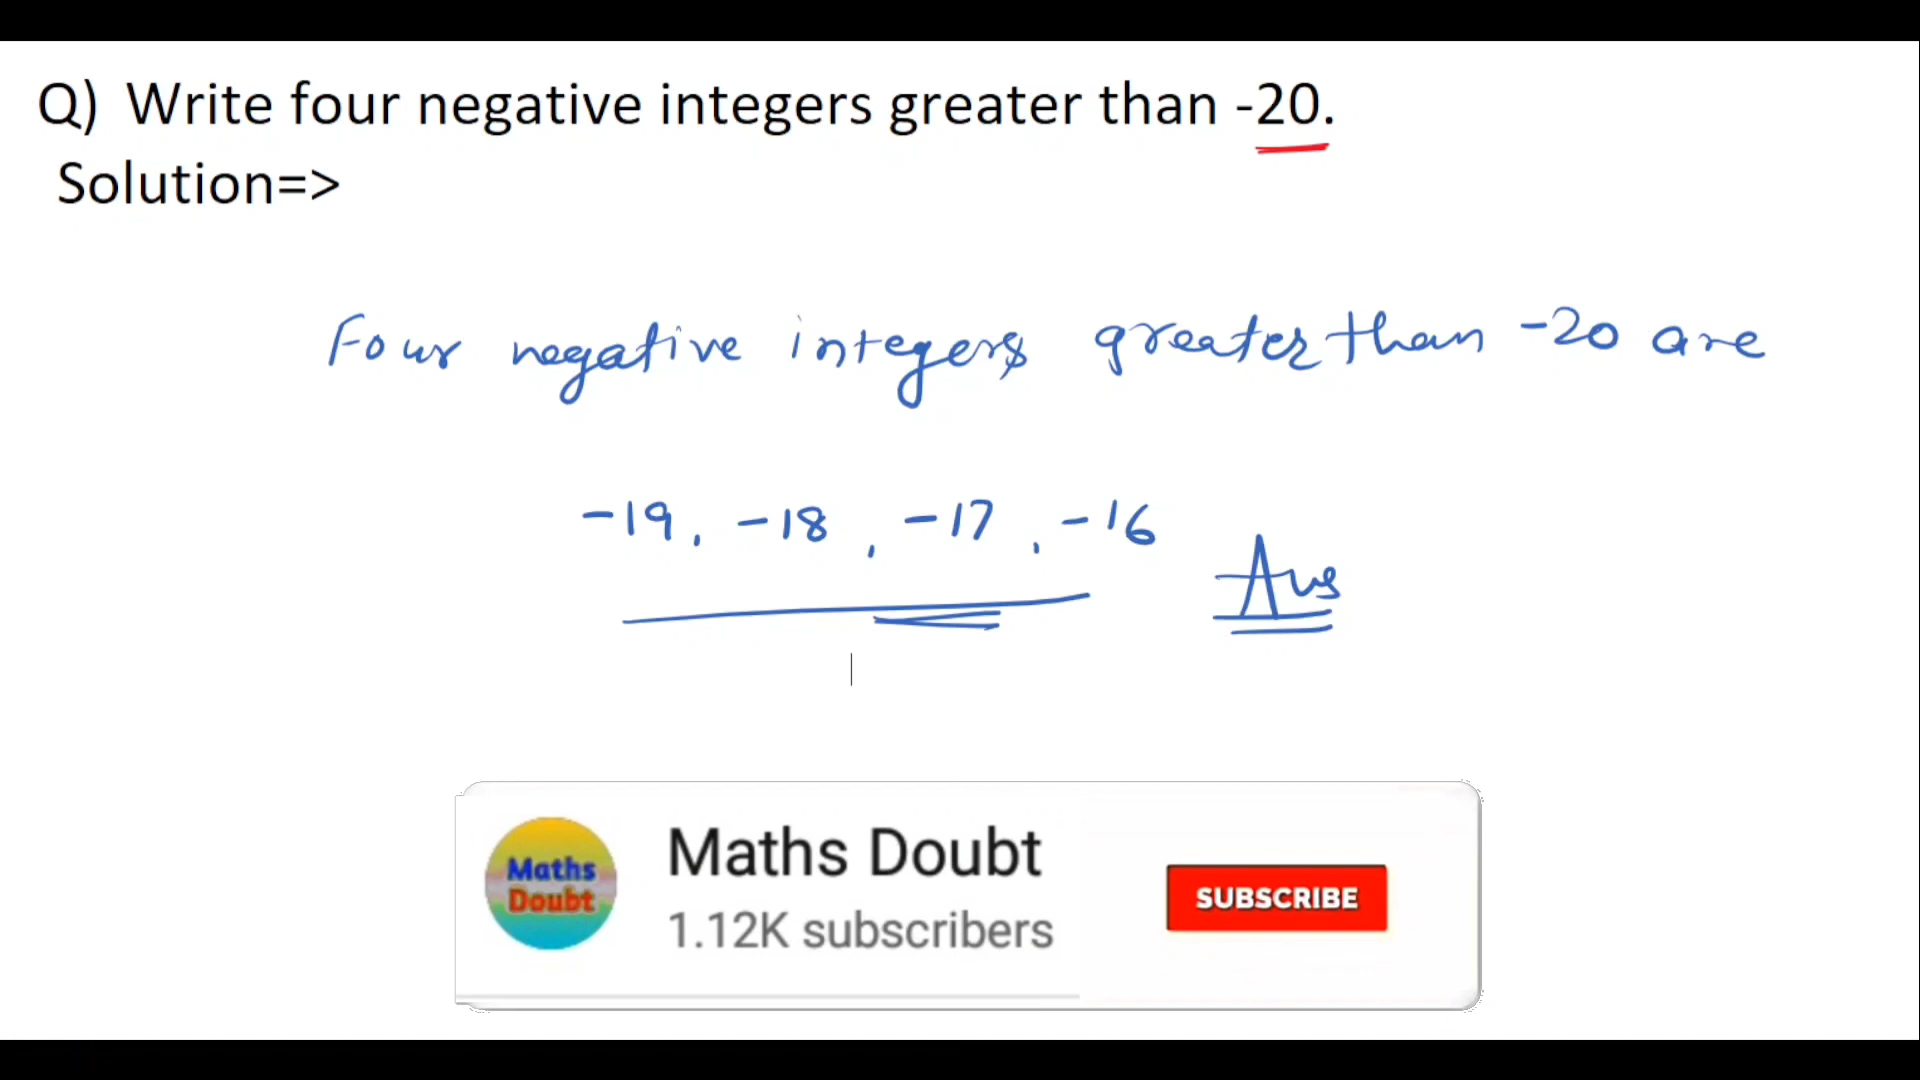 Q) Write four negative integers greater than -20.
Solution=>
Four negative integers greater than -20 are
-19, -18, -17, -16
Ans
Maths Doubt
Maths Doubt
1.12K subscribers
SUBSCRIBE